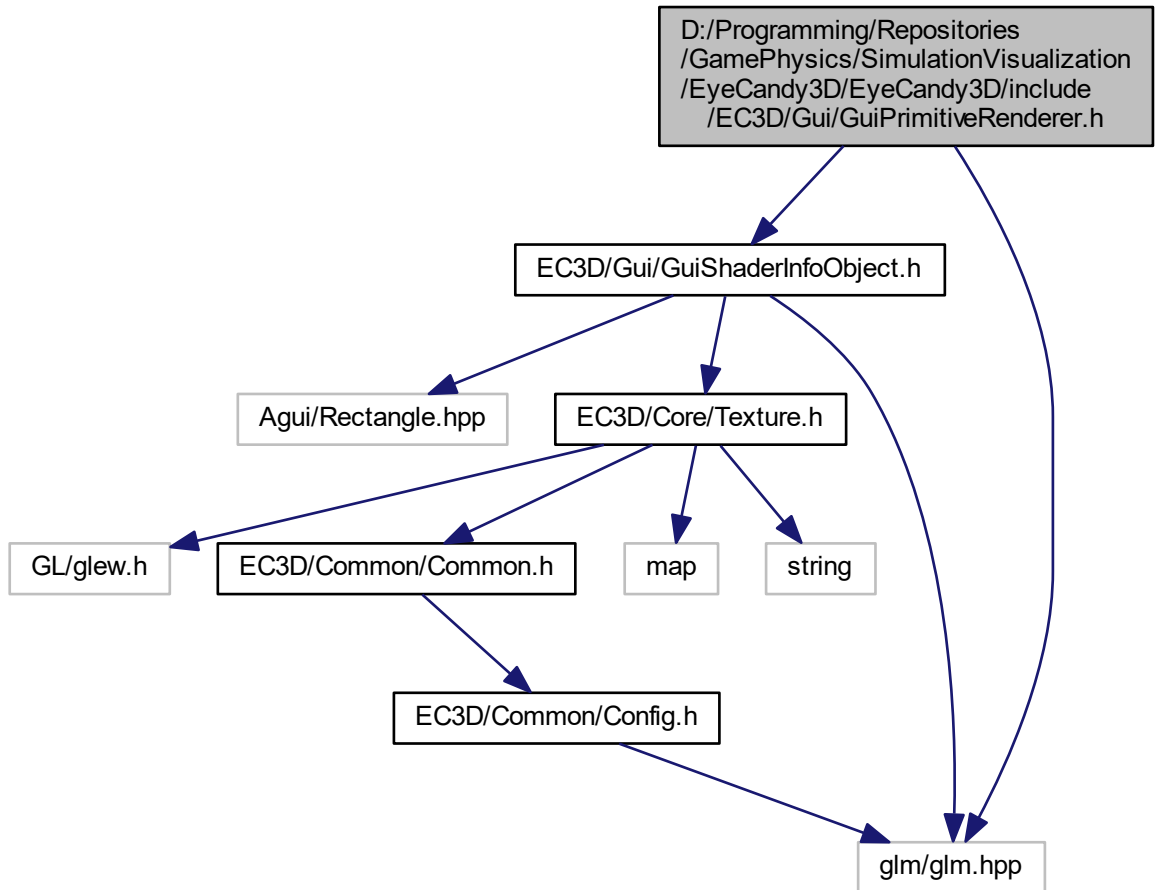 D:/Programming/Repositories
/GamePhysics/SimulationVisualization
/EyeCandy3D/EyeCandy3D/include
/EC3D/Gui/GuiPrimitiveRenderer.h
EC3D/Gui/GuiShaderInfoObject.h
Agui/Rectangle.hpp
EC3D/Core/Texture.h
GL/glew.h
EC3D/Common/Common.h
map
string
EC3D/Common/Config.h
glm/glm.hpp